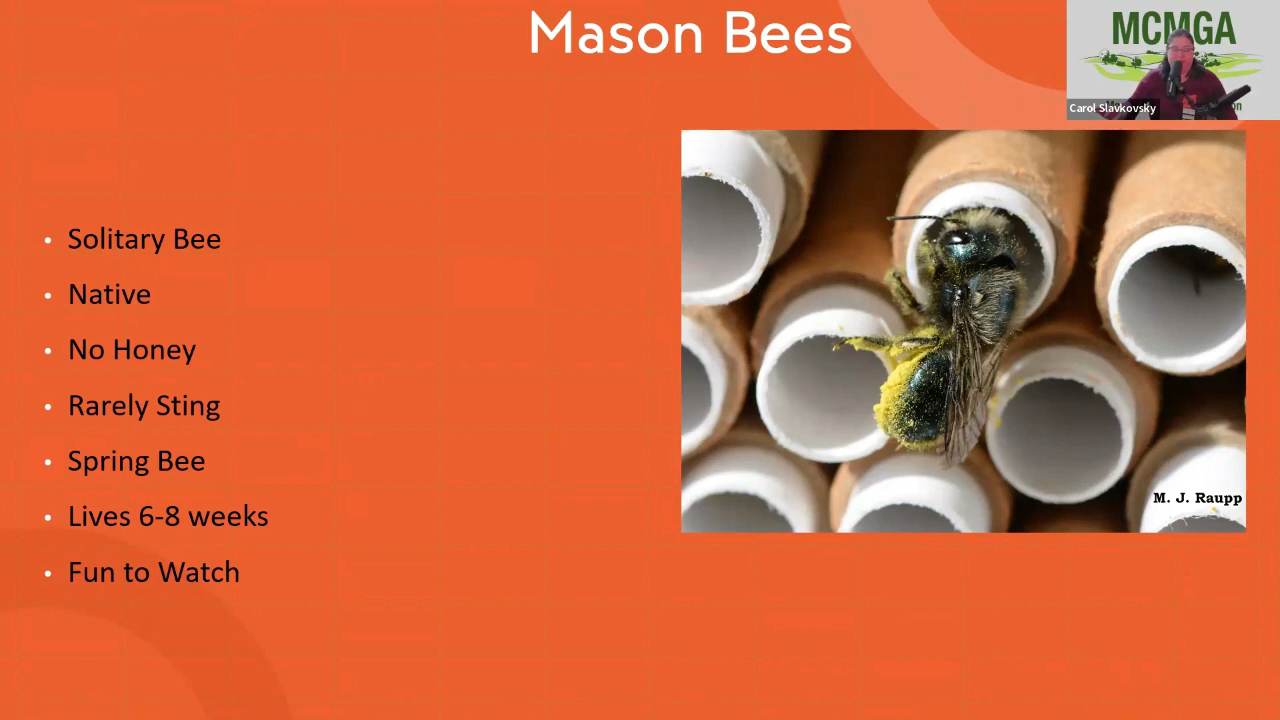 Mason Bees
MCMGA
Carol Slavkovsky
• Solitary Bee
• Native
• No Honey
• Rarely Sting
• Spring Bee
• Lives 6-8 weeks
• Fun to Watch
M. J. Raupp